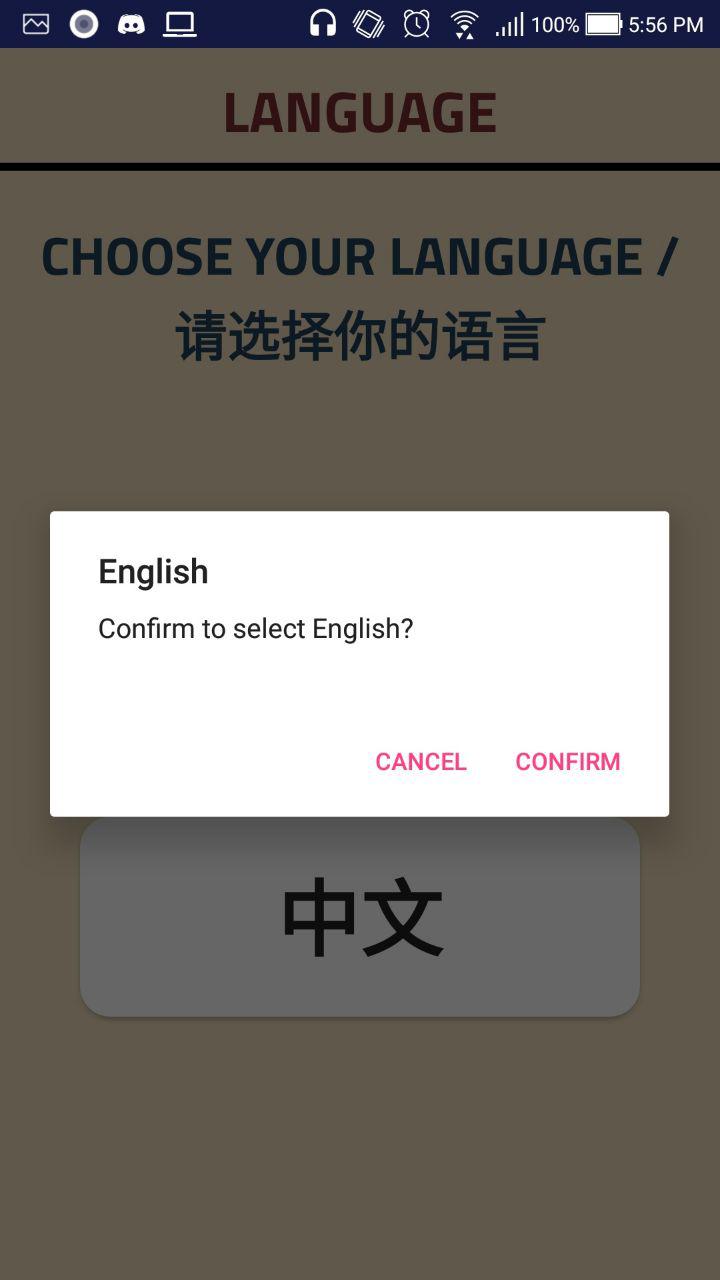 100% 5:56 PM
LANGUAGE
CHOOSE YOUR LANGUAGE /
请选择你的语言
English
Confirm to select English?
CANCEL CONFIRM
中文